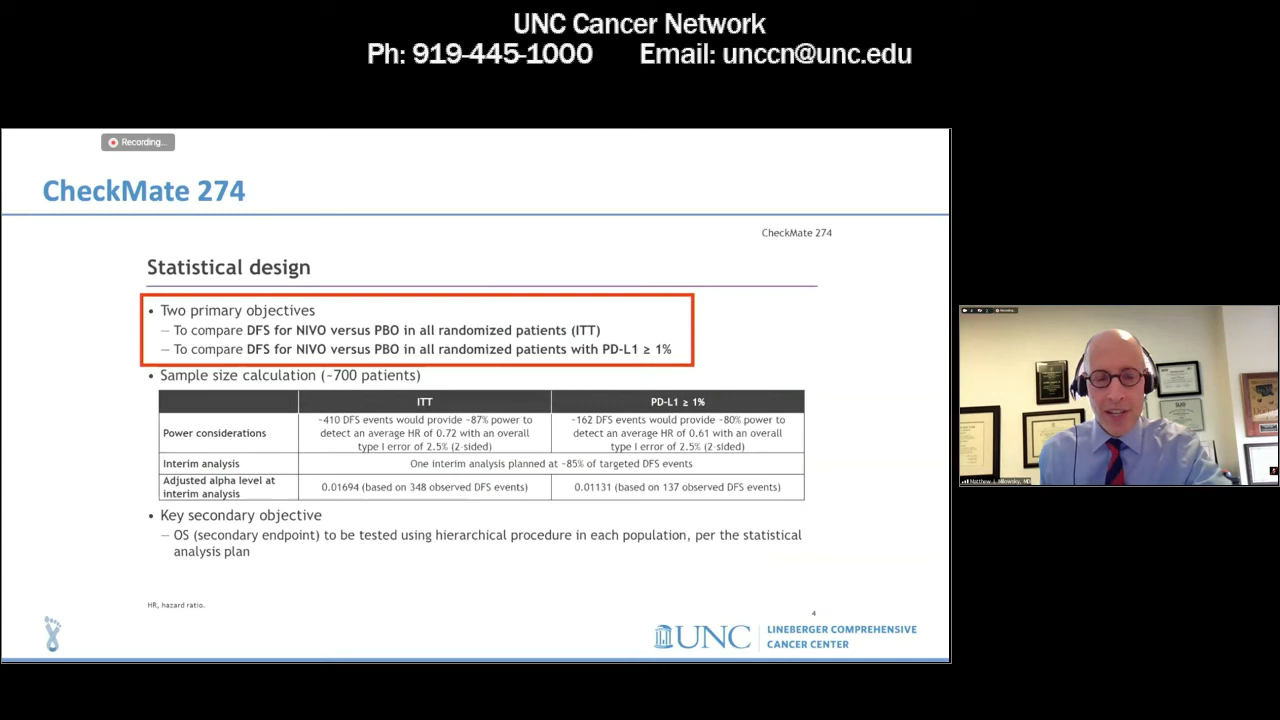 UNC Cancer Network
Ph: 919-445-1000 Email: unccn@unc.edu
Recording...
CheckMate 274
CheckMate 274
Statistical design
• Two primary objectives
– To compare DFS for NIVO versus PBO in all randomized patients (ITT)
– To compare DFS for NIVO versus PBO in all randomized patients with PD-L1 ≥ 1%
• Sample size calculation (~700 patients)
ITT PD-L1 ≥ 1%
Power considerations
~410 DFS events would provide ~87% power to
detect an average HR of 0.72 with an overall
type I error of 2.5% (2-sided)
~162 DFS events would provide ~80% power to
detect an average HR of 0.61 with an overall
type I error of 2.5% (2-sided)
Interim analysis One interim analysis planned at ~85% of targeted DFS events
Adjusted alpha level at
interim analysis
0.01694 (based on 348 observed DFS events) 0.01131 (based on 137 observed DFS events)
• Key secondary objective
– OS (secondary endpoint) to be tested using hierarchical procedure in each population, per the statistical
analysis plan
HR, hazard ratio.
4
UNC LINEBERGER COMPREHENSIVE
CANCER CENTER
Matthew I. Milowsky, MD